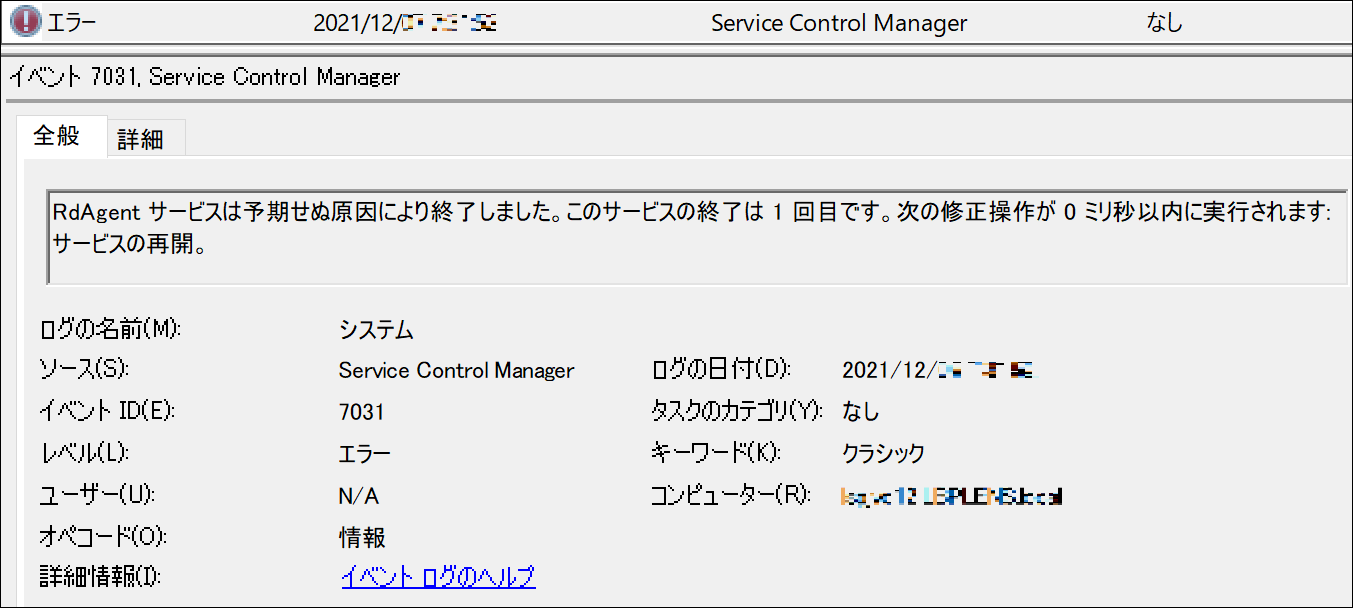 エラー 2021/12/ Service Control Manager なし
イベント 7031, Service Control Manager
全般 詳細
RdAgent サービスは予期せぬ原因により終了しました。このサービスの終了は 1 回目です。次の修正操作が 0 ミリ秒以内に実行されます:
サービスの再開。
ログの名前(M): システム
ソース(S): Service Control Manager ログの日付(D): 2021/12/
イベント ID(E): 7031 タスクのカテゴリ(Y): なし
レベル(L): エラー キーワード(K): クラシック
ユーザー(U): N/A コンピューター(R):
オペコード(O): 情報
詳細情報(I): イベント ログのヘルプ